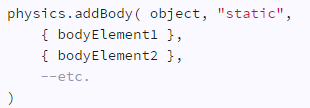 physics.addBody( object, "static",
    { bodyElement1 },
    { bodyElement2 },
    --etc.
)